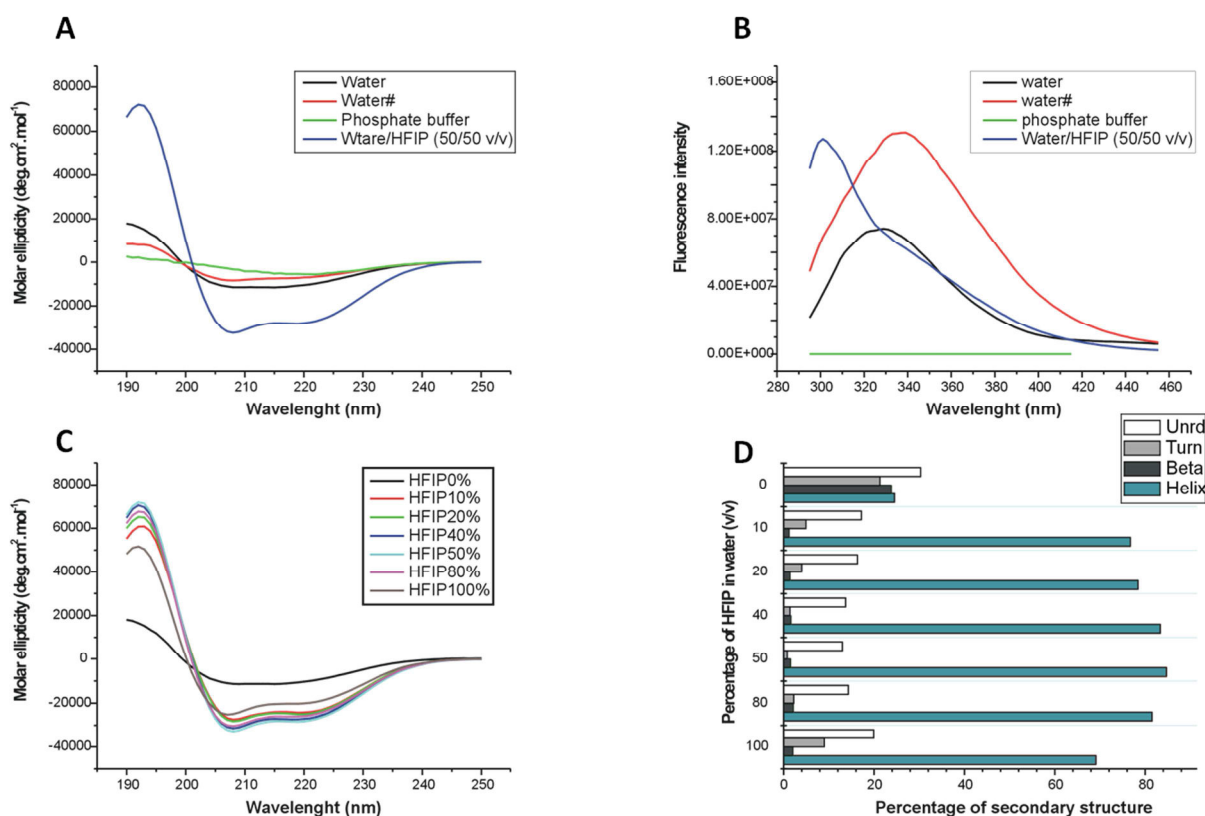 A
80000
60000
40000
20000
0
-20000
-40000
Molar ellipticity (deg.cm².mol⁻¹)
190 200 210 220 230 240 250
Wavelenght (nm)
Water
Water#
Phosphate buffer
Wtare/HFIP (50/50 v/v)
B
1.60E+008
1.20E+008
8.00E+007
4.00E+007
0.00E+000
Fluorescence intensity
280 300 320 340 360 380 400 420 440 460
Wavelenght (nm)
water
water#
phosphate buffer
Water/HFIP (50/50 v/v)
C
80000
60000
40000
20000
0
-20000
-40000
Molar ellipticity (deg.cm².mol⁻¹)
190 200 210 220 230 240 250
Wavelenght (nm)
HFIP0%
HFIP10%
HFIP20%
HFIP40%
HFIP50%
HFIP80%
HFIP100%
D
Unrd
Turn
Beta
Helix
Percentage of HFIP in water (v/v)
0
10
20
40
50
80
100
0 20 40 60 80
Percentage of secondary structure